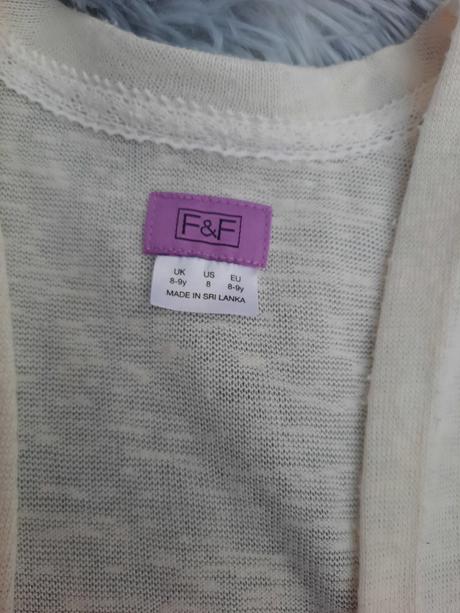 F&F
UK US EU
8-9y 8 8-9y
MADE IN SRI LANKA